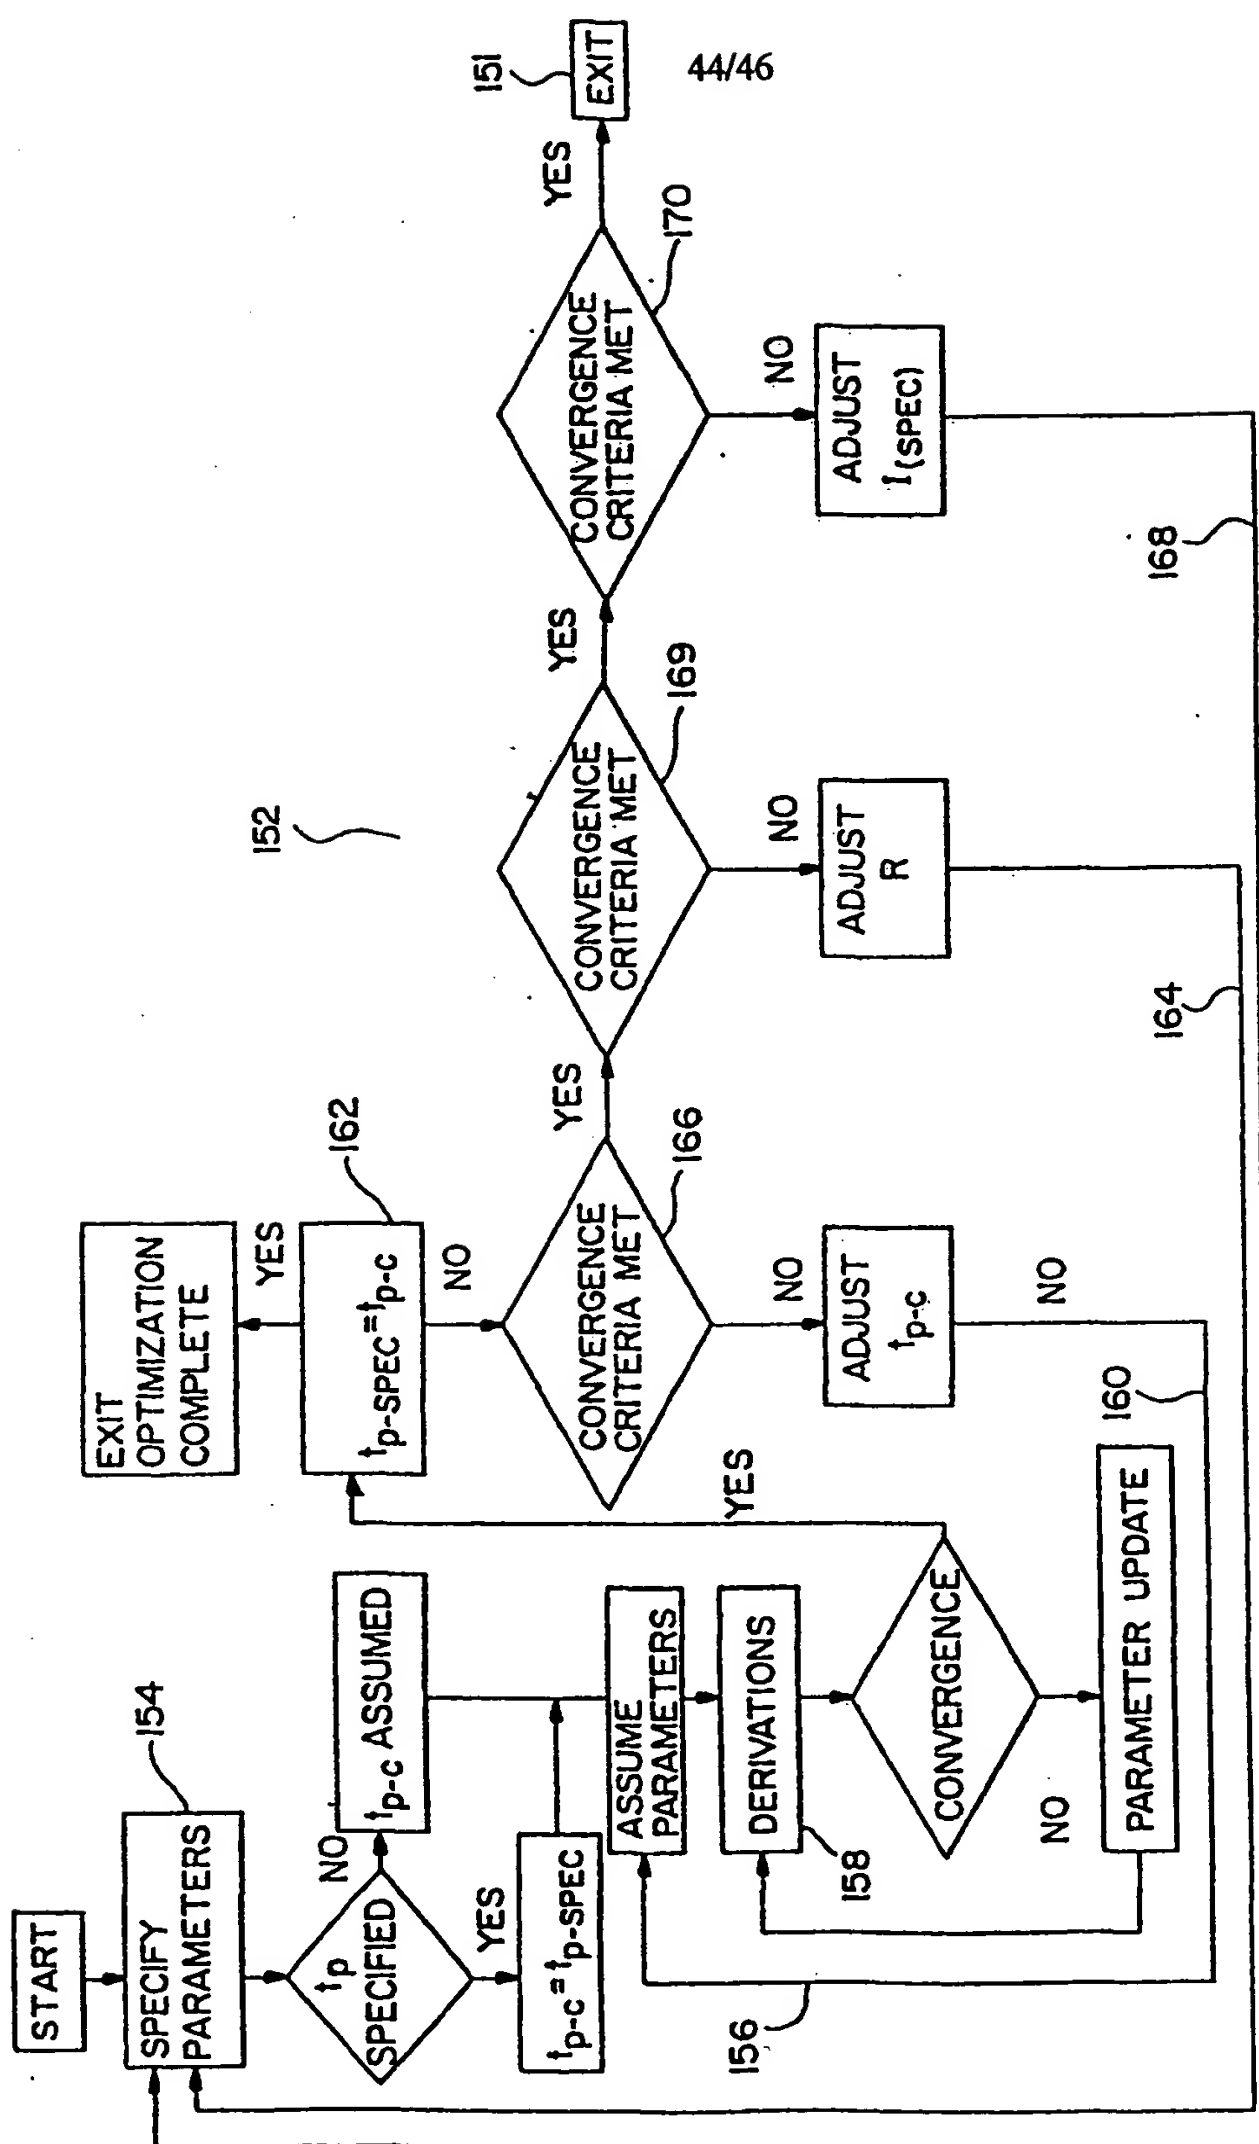 44/46
START
SPECIFY
PARAMETERS
154
tp
SPECIFIED
NO
tp-c ASSUMED
YES
tp-c=tp-SPEC
ASSUME
PARAMETERS
156
DERIVATIONS
158
CONVERGENCE
NO
PARAMETER UPDATE
160
YES
EXIT
OPTIMIZATION
COMPLETE
YES
tp-SPEC=tp-c
162
NO
CONVERGENCE
CRITERIA MET
166
NO
ADJUST
tp-c
NO
YES
152
CONVERGENCE
CRITERIA MET
169
NO
ADJUST
R
164
YES
CONVERGENCE
CRITERIA MET
170
NO
ADJUST
I(SPEC)
168
YES
EXIT
151